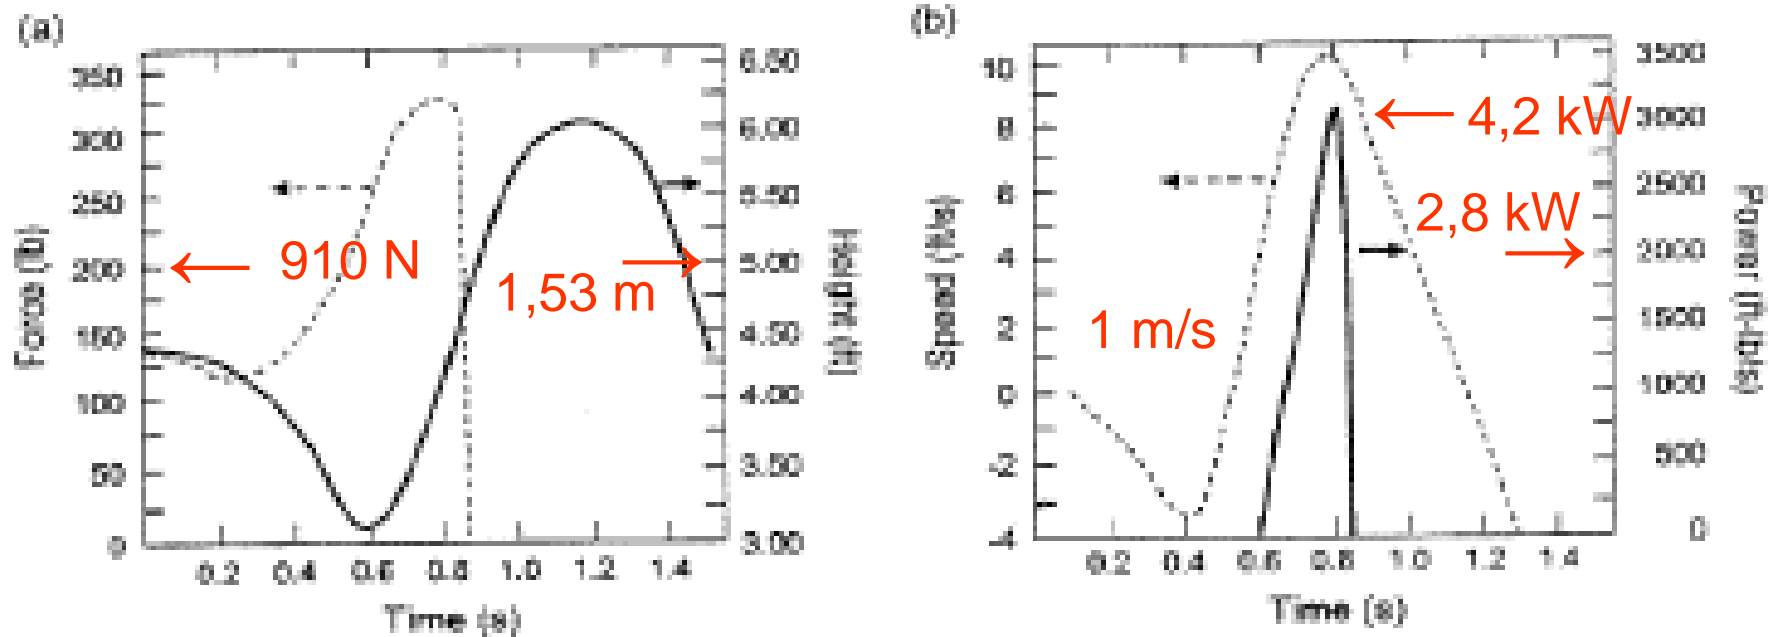 (a)
Force (lb)
350
300
250
200
150
100
50
0
910 N
1,53 m
6.50
6.00
5.50
5.00
4.50
4.00
3.50
3.00
Height (ft)
0.2 0.4 0.6 0.8 1.0 1.2 1.4
Time (s)
(b)
Speed (ft/s)
10
8
6
4
2
0
-2
-4
1 m/s
4,2 kW
2,8 kW
3500
3000
2500
2000
1500
1000
500
0
Power (ft-lb/s)
0.2 0.4 0.6 0.8 1.0 1.2 1.4
Time (s)